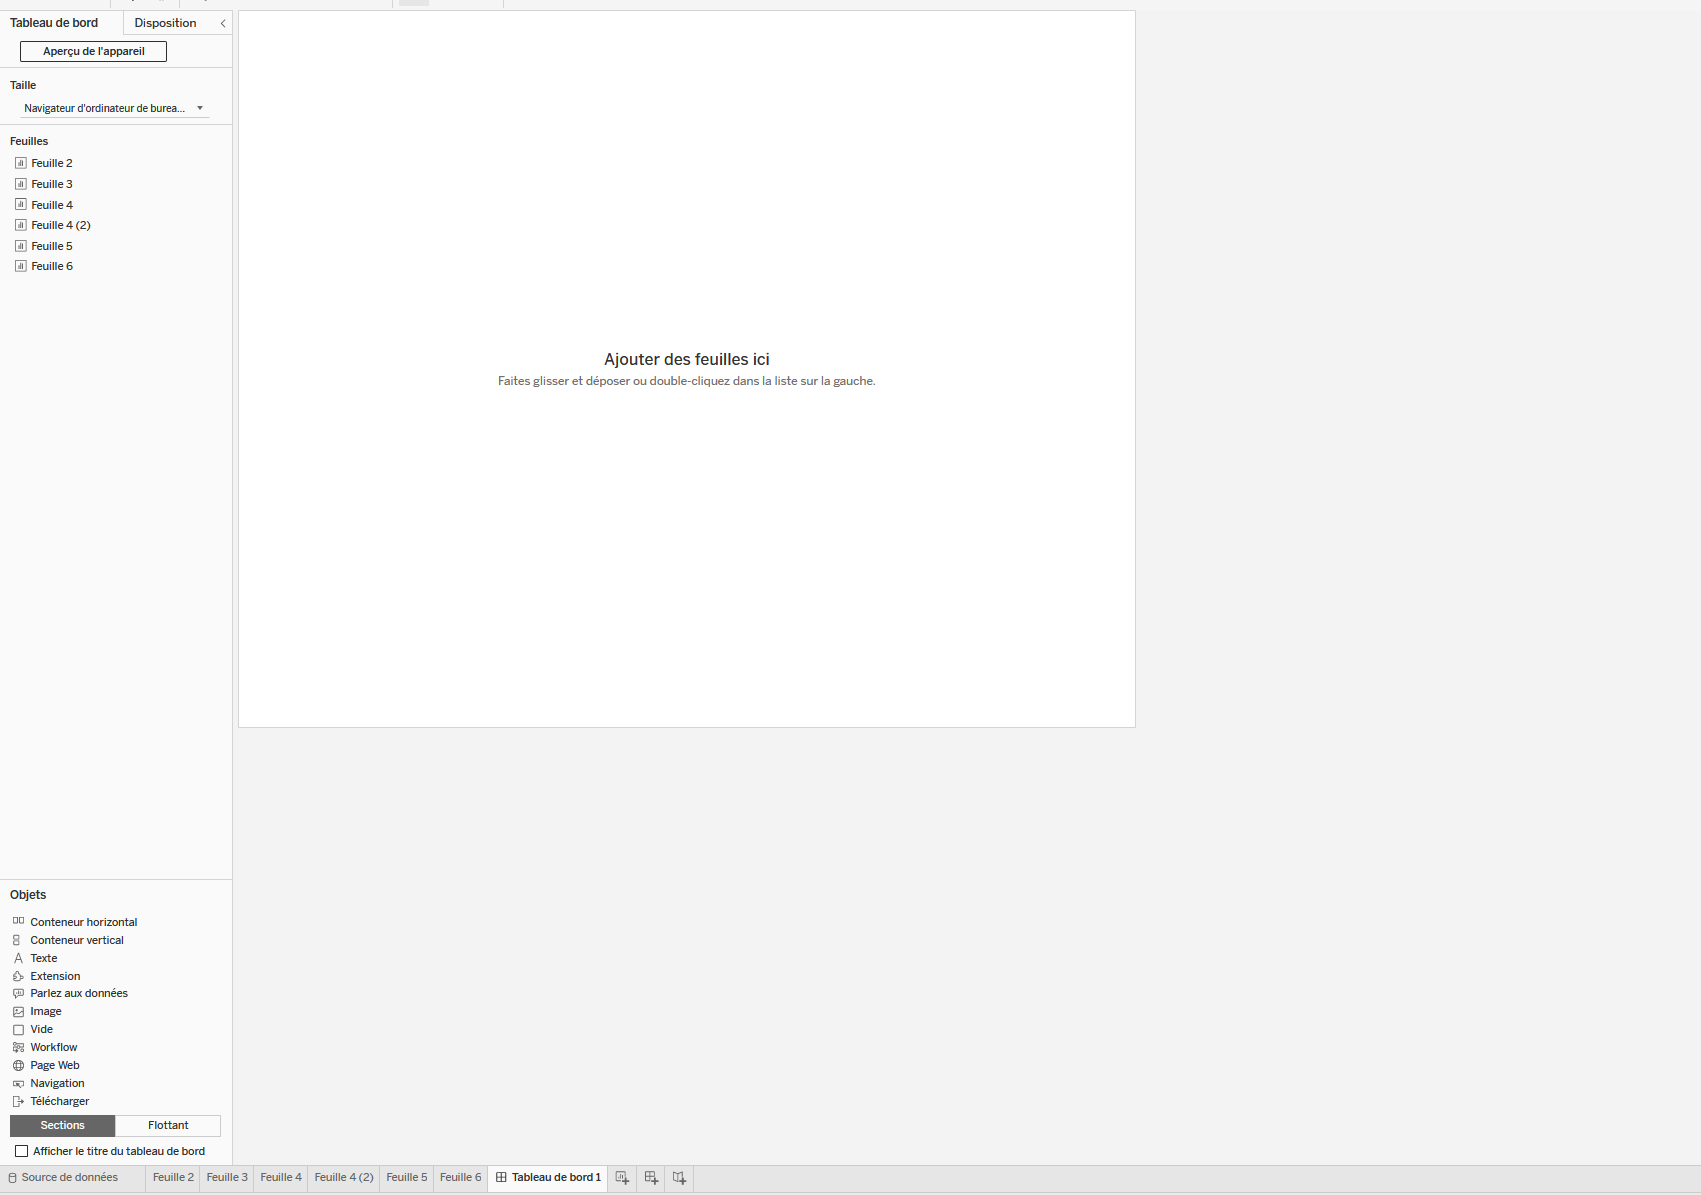 Tableau de bord
Disposition
Aperçu de l'appareil
Taille
Navigateur d'ordinateur de burea...
Feuilles
Feuille 2
Feuille 3
Feuille 4
Feuille 4 (2)
Feuille 5
Feuille 6
Ajouter des feuilles ici
Faites glisser et déposer ou double-cliquez dans la liste sur la gauche.
Objets
Conteneur horizontal
Conteneur vertical
Texte
Extension
Parlez aux données
Image
Vide
Workflow
Page Web
Navigation
Télécharger
Sections
Flottant
Afficher le titre du tableau de bord
Source de données
Feuille 2
Feuille 3
Feuille 4
Feuille 4 (2)
Feuille 5
Feuille 6
Tableau de bord 1